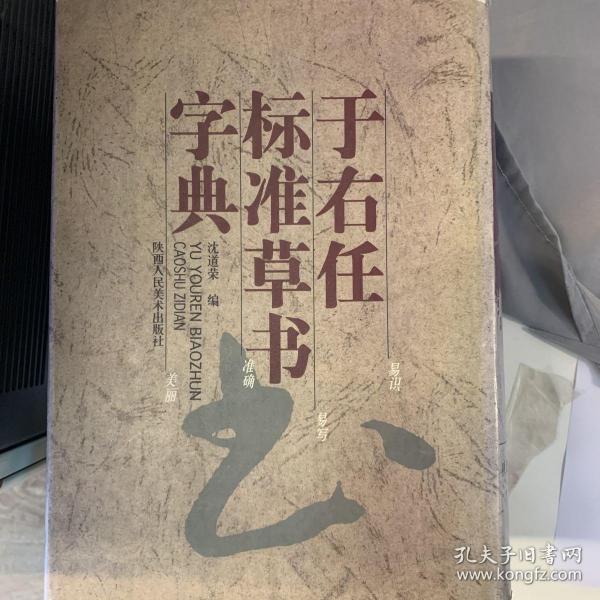 于右任
标准草书
字典
沈道荣 编
YU YOUREN BIAOZHUN
CAOSHU ZIDIAN
陕西人民美术出版社
易识
易写
准确
美丽
书
孔夫子旧书网
www.kongfz.com